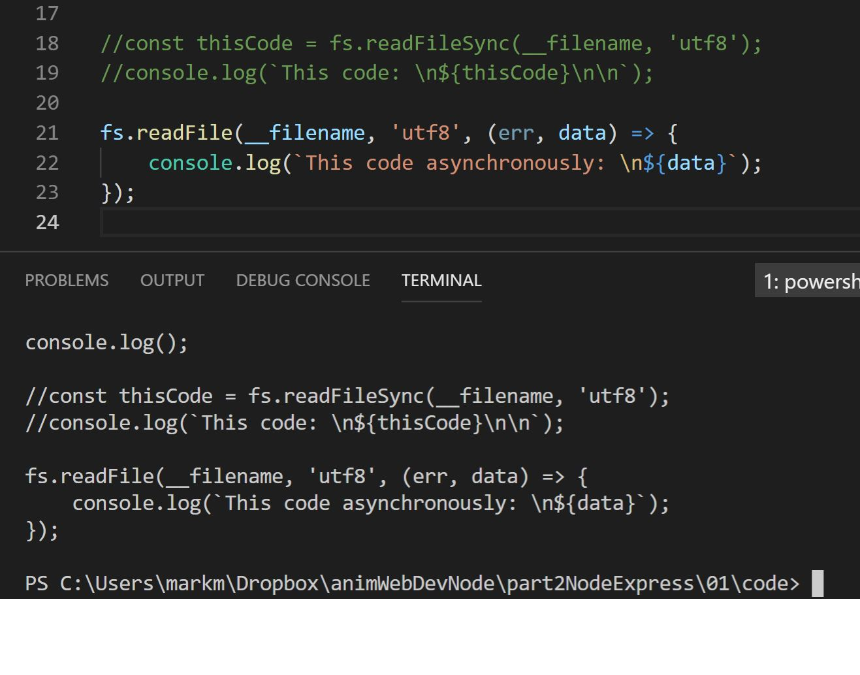 17
18 //const thisCode = fs.readFileSync(__filename, 'utf8');
19 //console.log(`This code: \n${thisCode}\n\n`);
20
21 fs.readFile(__filename, 'utf8', (err, data) => {
22     console.log(`This code asynchronously: \n${data}`);
23 });
24
PROBLEMS OUTPUT DEBUG CONSOLE TERMINAL 1: powersh
console.log();
//const thisCode = fs.readFileSync(__filename, 'utf8');
//console.log(`This code: \n${thisCode}\n\n`);
fs.readFile(__filename, 'utf8', (err, data) => {
    console.log(`This code asynchronously: \n${data}`);
});
PS C:\Users\markm\Dropbox\animWebDevNode\part2NodeExpress\01\code>